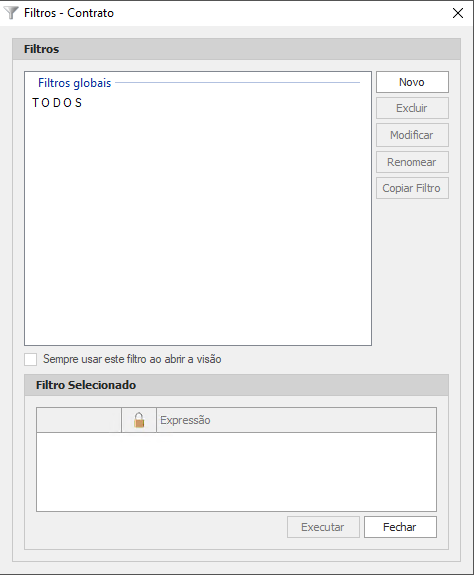 Filtros - Contrato
Filtros
Filtros globais
T O D O S
Novo
Excluir
Modificar
Renomear
Copiar Filtro
Sempre usar este filtro ao abrir a visão
Filtro Selecionado
Expressão
Executar
Fechar